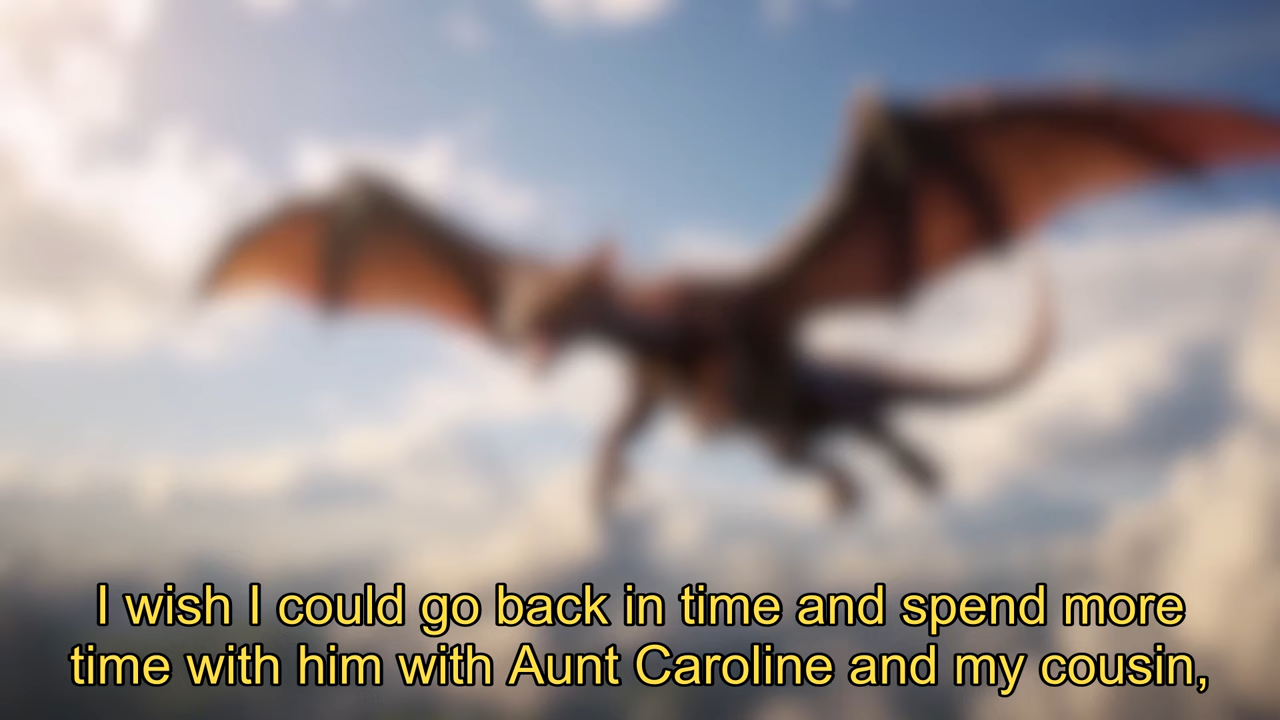 I wish I could go back in time and spend more
time with him with Aunt Caroline and my cousin,